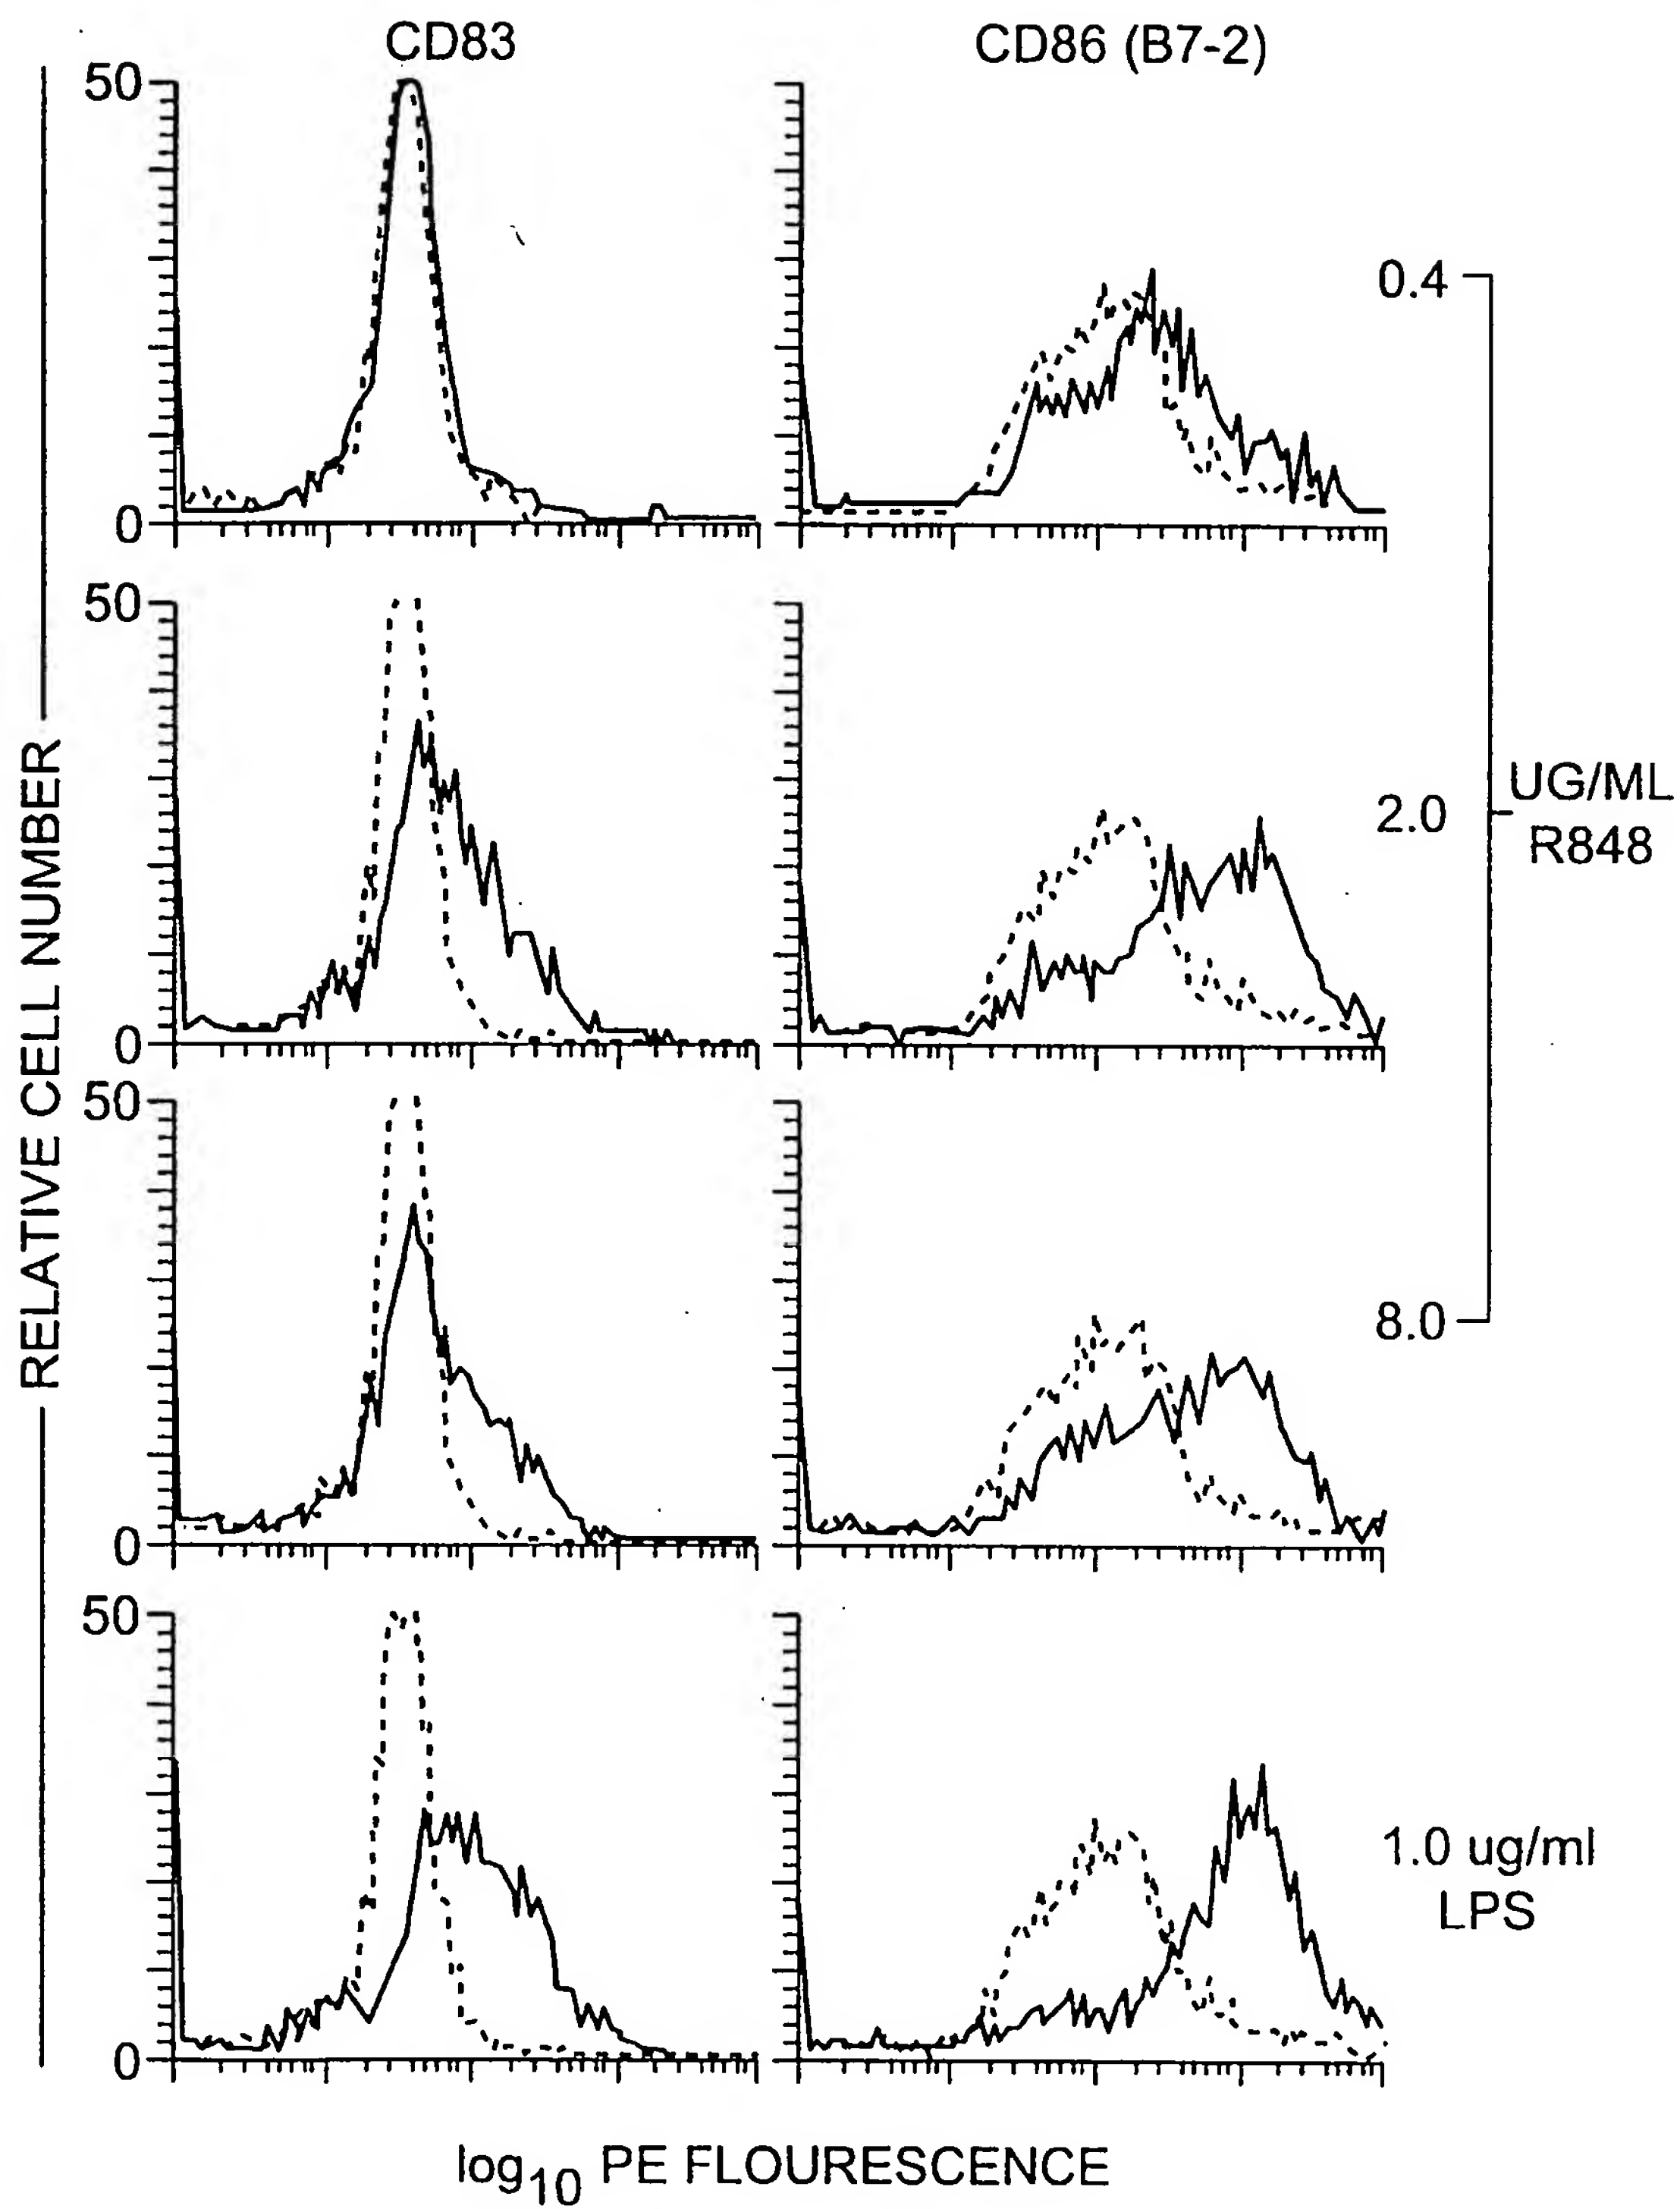 CD83
CD86 (B7-2)
50
0
0.4
50
0
2.0
UG/ML
R848
50
0
8.0
50
0
1.0 ug/ml
LPS
RELATIVE CELL NUMBER
log10 PE FLOURESCENCE